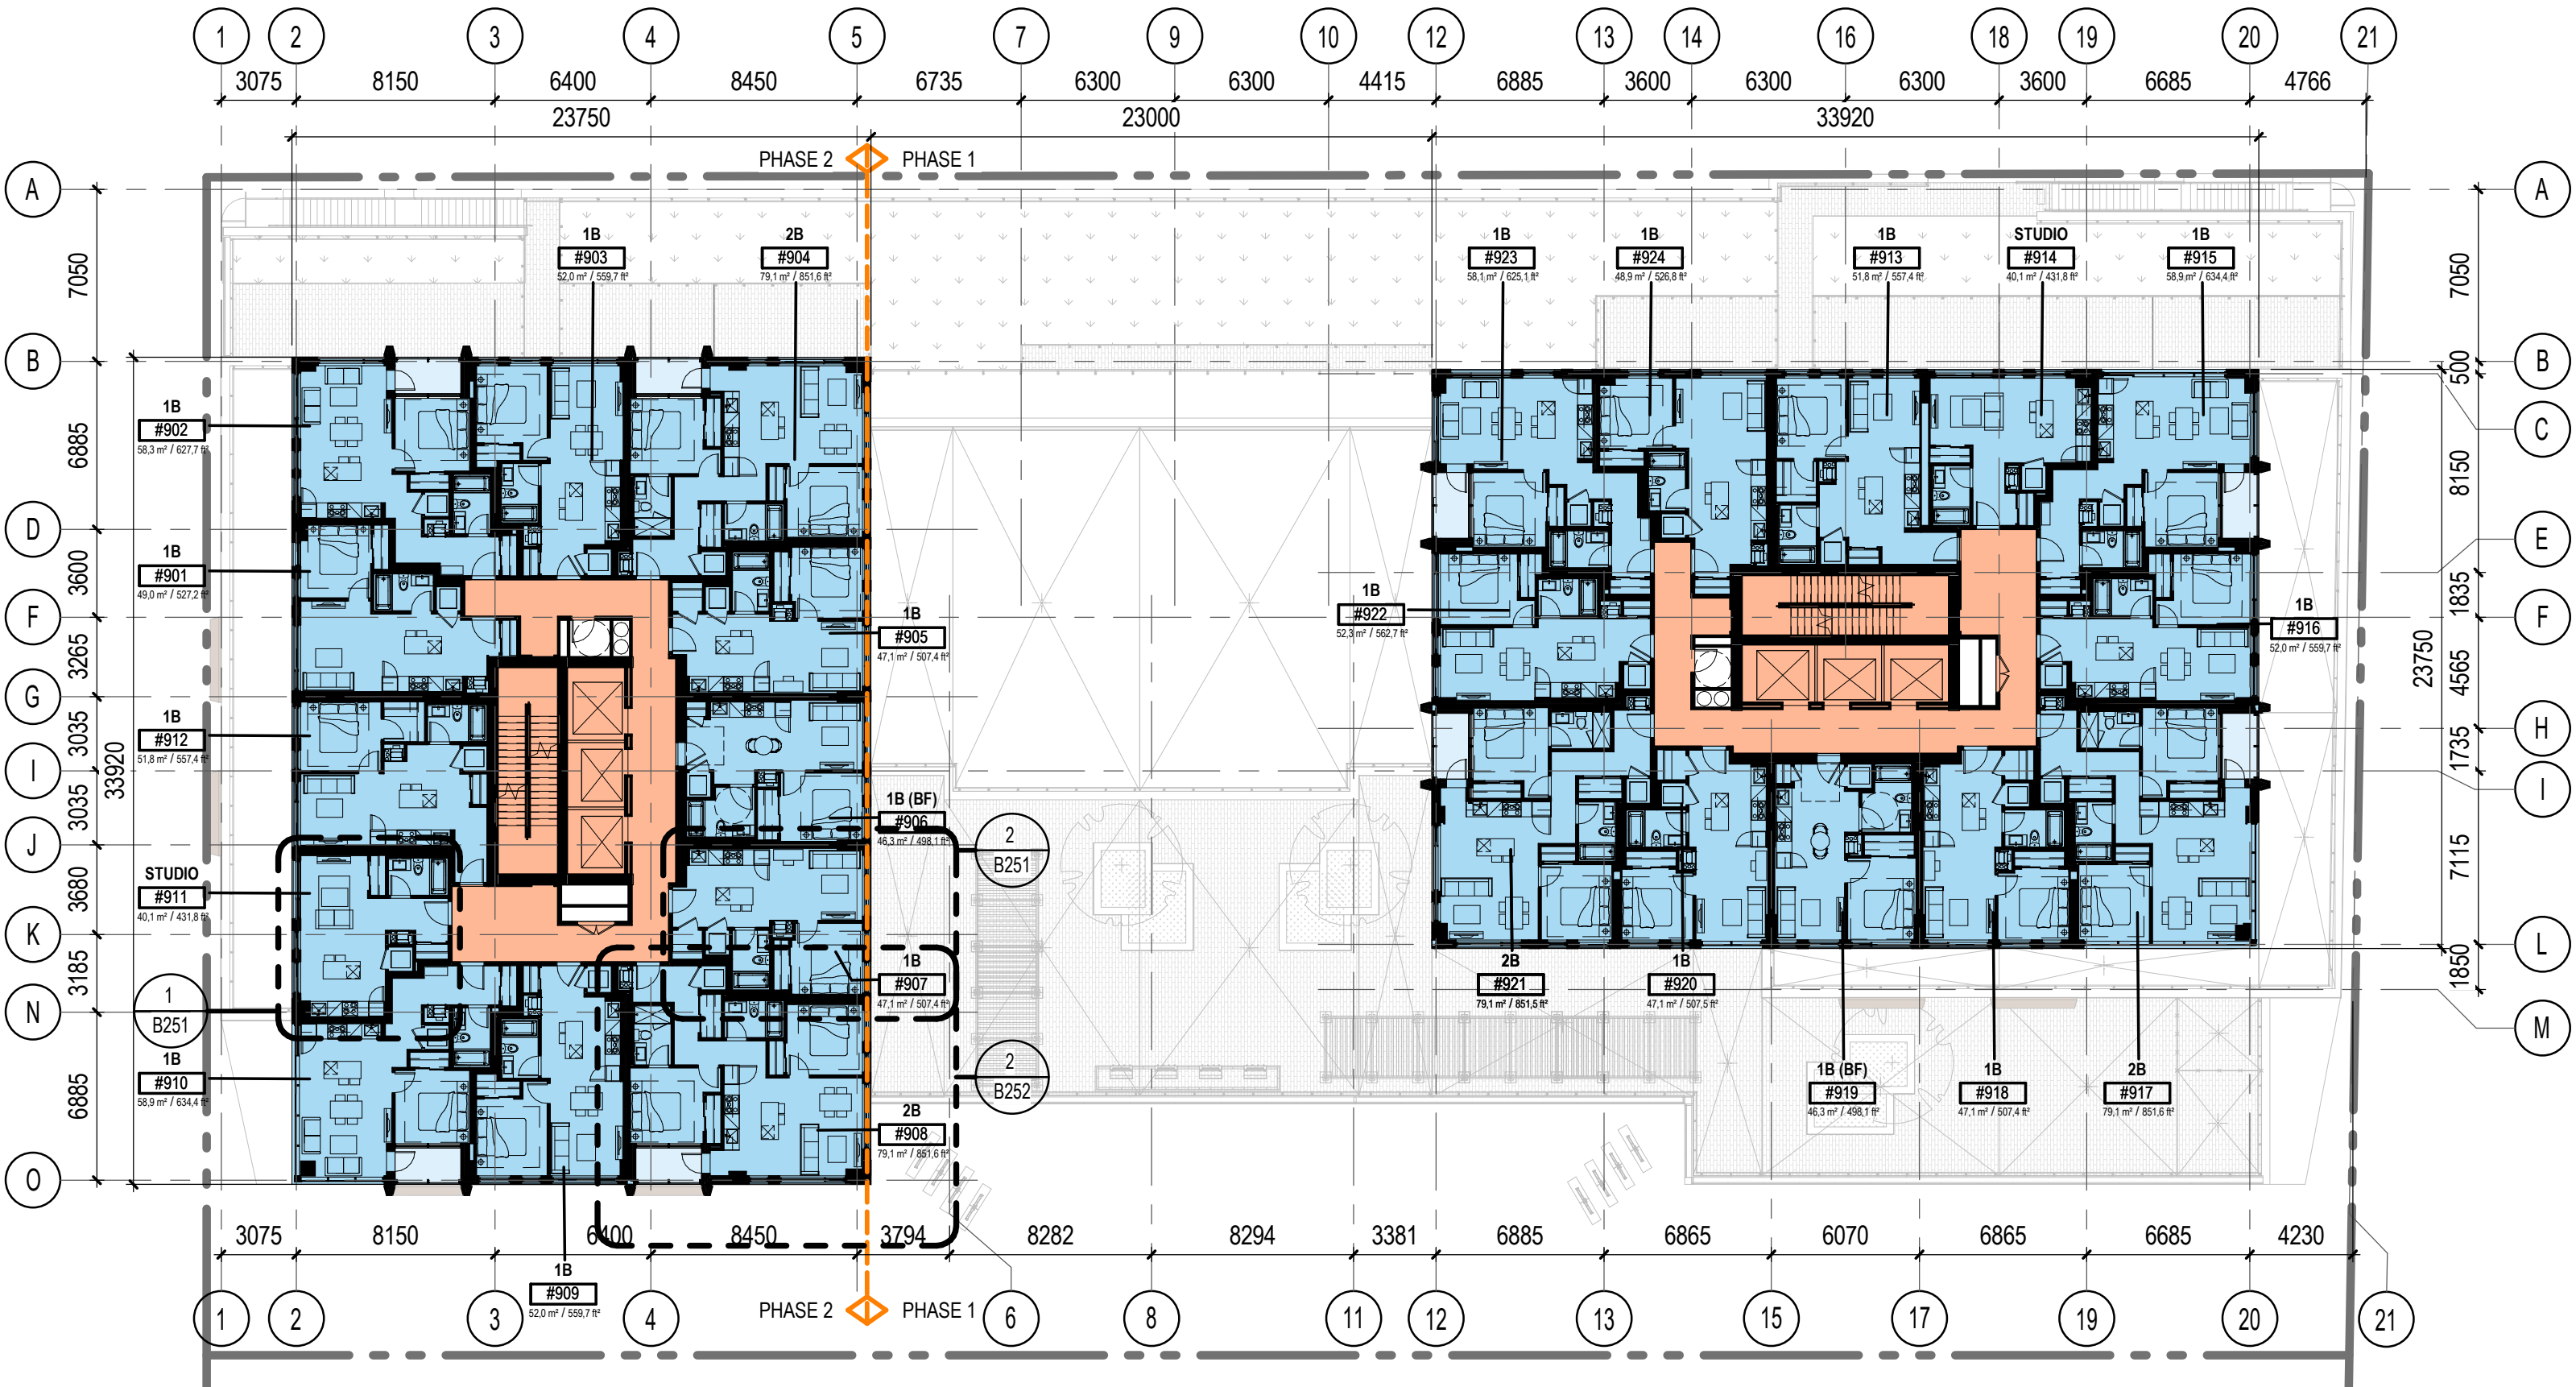 1 2 3 4 5 7 9 10 12 13 14 16 18 19 20 21
3075 8150 6400 8450 6735 6300 6300 4415 6885 3600 6300 6300 3600 6685 4766
23750 23000 33920
PHASE 2 PHASE 1
A A
7050 7050
1B
#903
52,0 m² / 559,7 ft²
2B
#904
79,1 m² / 851,6 ft²
1B
#923
58,1 m² / 625,1 ft²
1B
#924
48,9 m² / 526,8 ft²
1B
#913
51,8 m² / 557,4 ft²
STUDIO
#914
40,1 m² / 431,8 ft²
1B
#915
58,9 m² / 634,4 ft²
B B
500
C
6885 8150
1B
#902
58,3 m² / 627,7 ft²
D E
3600 1835
1B
#901
49,0 m² / 527,2 ft²
F F
1B
#905
47,1 m² / 507,4 ft²
1B
#922
52,3 m² / 562,7 ft²
1B
#916
52,0 m² / 559,7 ft²
3265 4565
23750
G H
3035 1735
33920
1B
#912
51,8 m² / 557,4 ft²
I I
3035 7115
1B (BF)
#906
46,3 m² / 498,1 ft²
2
B251
J
3680
STUDIO
#911
40,1 m² / 431,8 ft²
K L
3185 1850
1B
#907
47,1 m² / 507,4 ft²
2B
#921
79,1 m² / 851,5 ft²
1B
#920
47,1 m² / 507,5 ft²
1
B251
N M
1B
#910
58,9 m² / 634,4 ft²
6885
2
B252
1B (BF)
#919
46,3 m² / 498,1 ft²
1B
#918
47,1 m² / 507,4 ft²
2B
#917
79,1 m² / 851,6 ft²
2B
#908
79,1 m² / 851,6 ft²
O
3075 8150 6400 8450 3794 8282 8294 3381 6885 6865 6070 6865 6685 4230
1B
#909
52,0 m² / 559,7 ft²
PHASE 2 PHASE 1
1 2 3 4 6 8 11 12 13 15 17 19 20 21